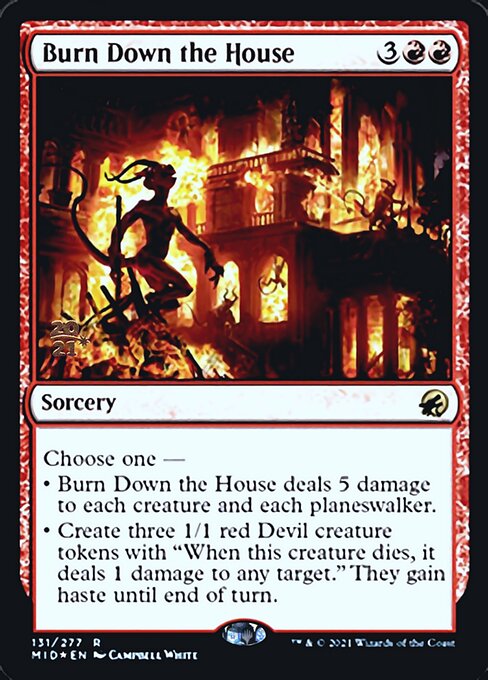 Burn Down the House 3
20
21
Sorcery
Choose one —
• Burn Down the House deals 5 damage
to each creature and each planeswalker.
• Create three 1/1 red Devil creature
tokens with “When this creature dies, it
deals 1 damage to any target.” They gain
haste until end of turn.
131/277 R
MID★EN Campbell White
™ & © 2021 Wizards of the Coast